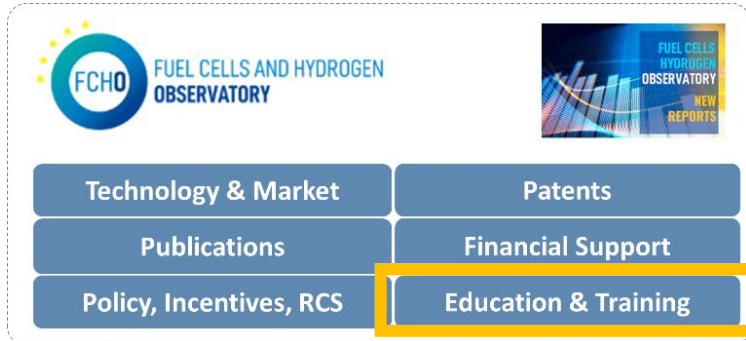 FCHO
FUEL CELLS AND HYDROGEN
OBSERVATORY
FUEL CELLS
HYDROGEN
OBSERVATORY
NEW
REPORTS
Technology & Market
Patents
Publications
Financial Support
Policy, Incentives, RCS
Education & Training